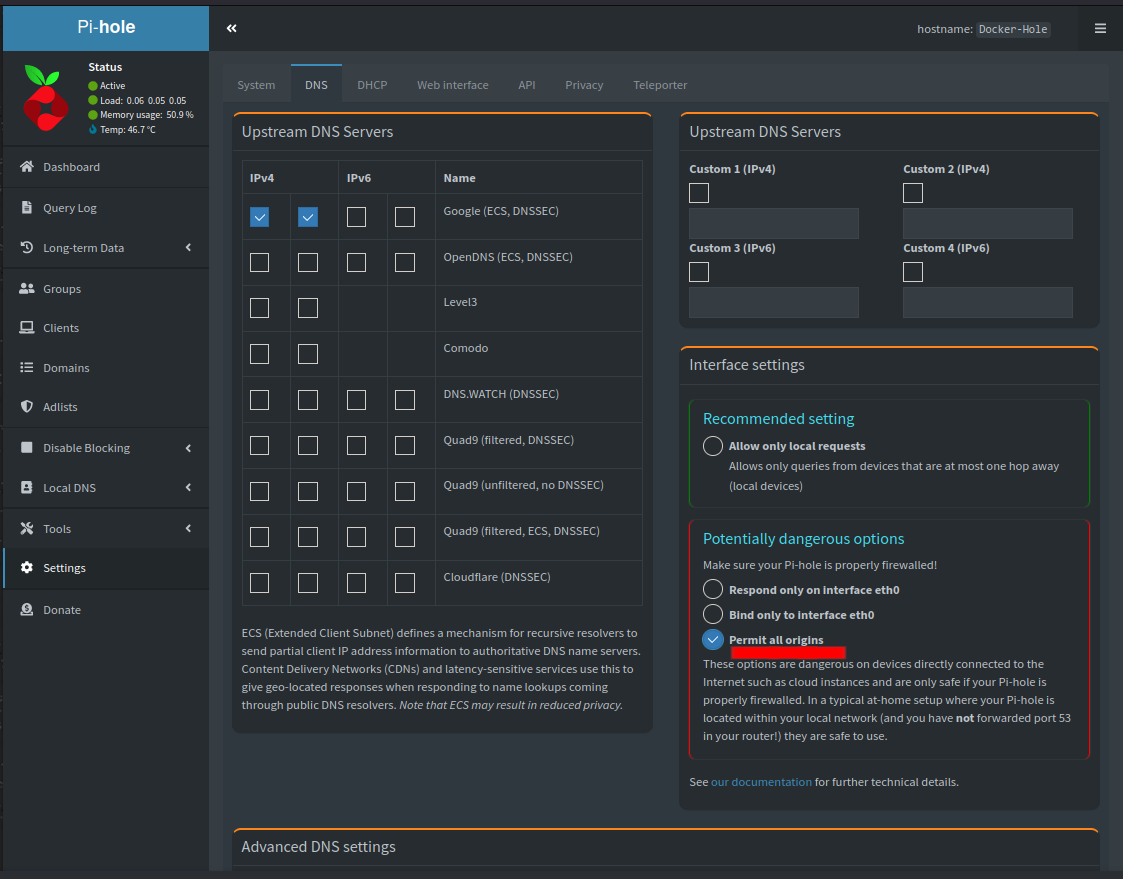 Pi-hole
hostname: Docker-Hole
Status
Active
Load: 0.06 0.05 0.05
Memory usage: 50.9 %
Temp: 46.7 °C
Dashboard
Query Log
Long-term Data
Groups
Clients
Domains
Adlists
Disable Blocking
Local DNS
Tools
Settings
Donate
System DNS DHCP Web interface API Privacy Teleporter
Upstream DNS Servers
IPv4 IPv6 Name
Google (ECS, DNSSEC)
OpenDNS (ECS, DNSSEC)
Level3
Comodo
DNS.WATCH (DNSSEC)
Quad9 (filtered, DNSSEC)
Quad9 (unfiltered, no DNSSEC)
Quad9 (filtered, ECS, DNSSEC)
Cloudflare (DNSSEC)
ECS (Extended Client Subnet) defines a mechanism for recursive resolvers to
send partial client IP address information to authoritative DNS name servers.
Content Delivery Networks (CDNs) and latency-sensitive services use this to
give geo-located responses when responding to name lookups coming
through public DNS resolvers. Note that ECS may result in reduced privacy.
Upstream DNS Servers
Custom 1 (IPv4) Custom 2 (IPv4)
Custom 3 (IPv6) Custom 4 (IPv6)
Interface settings
Recommended setting
Allow only local requests
Allows only queries from devices that are at most one hop away
(local devices)
Potentially dangerous options
Make sure your Pi-hole is properly firewalled!
Respond only on interface eth0
Bind only to interface eth0
Permit all origins
These options are dangerous on devices directly connected to the
Internet such as cloud instances and are only safe if your Pi-hole is
properly firewalled. In a typical at-home setup where your Pi-hole is
located within your local network (and you have not forwarded port 53
in your router!) they are safe to use.
See our documentation for further technical details.
Advanced DNS settings